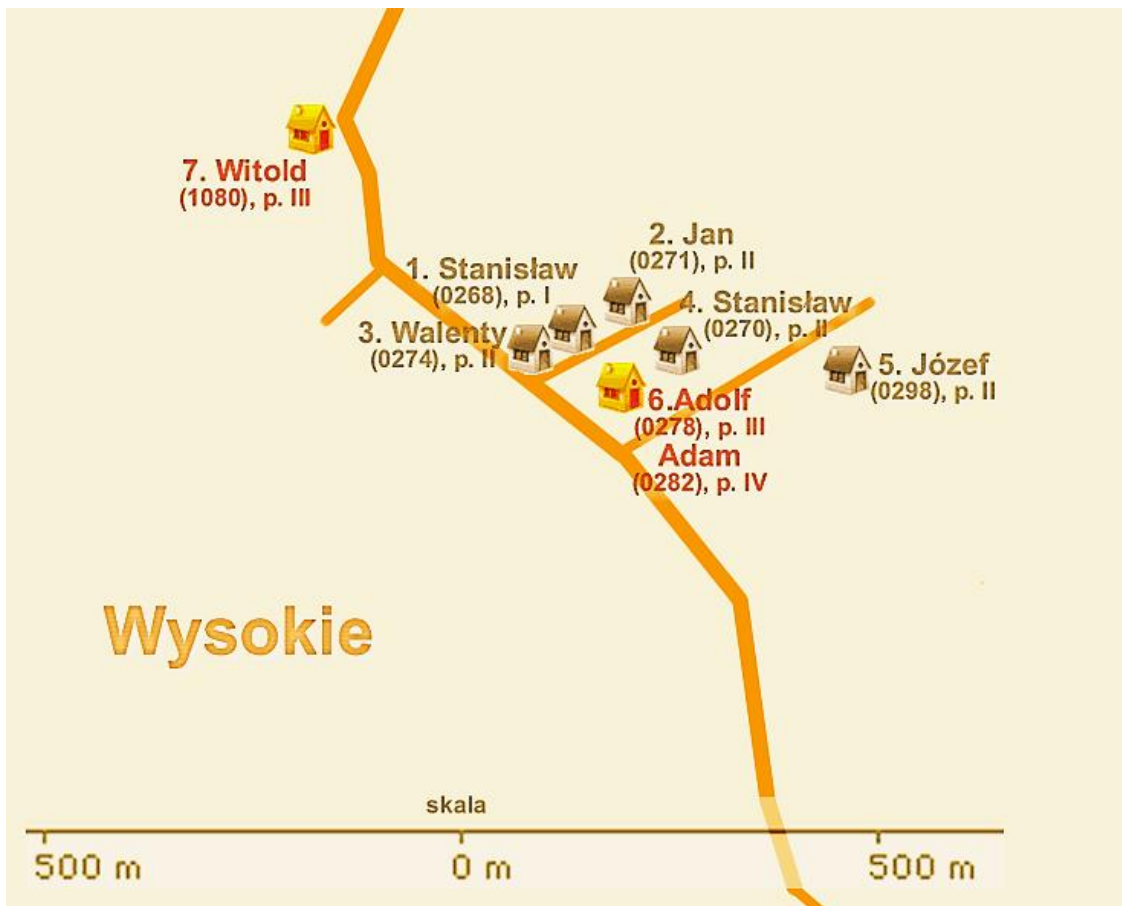 7. Witold
(1080), p. III
2. Jan
(0271), p. II
1. Stanisław
(0268), p. I
4. Stanisław
(0270), p. II
3. Walenty
(0274), p. II
5. Józef
(0298), p. II
6.Adolf
(0278), p. III
Adam
(0282), p. IV
Wysokie
skala
500 m
0 m
500 m